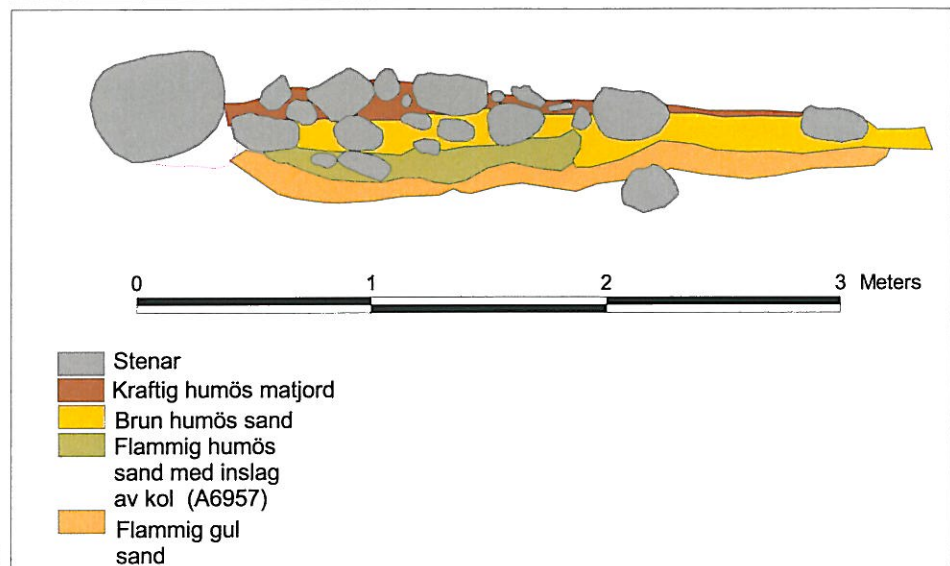 0 1 2 3 Meters
Stenar
Kraftig humös matjord
Brun humös sand
Flammig humös
sand med inslag
av kol (A6957)
Flammig gul
sand